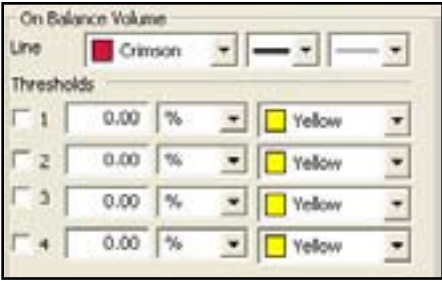 On Balance Volume
Line Crimson
Thresholds
1 0.00 % Yellow
2 0.00 % Yellow
3 0.00 % Yellow
4 0.00 % Yellow